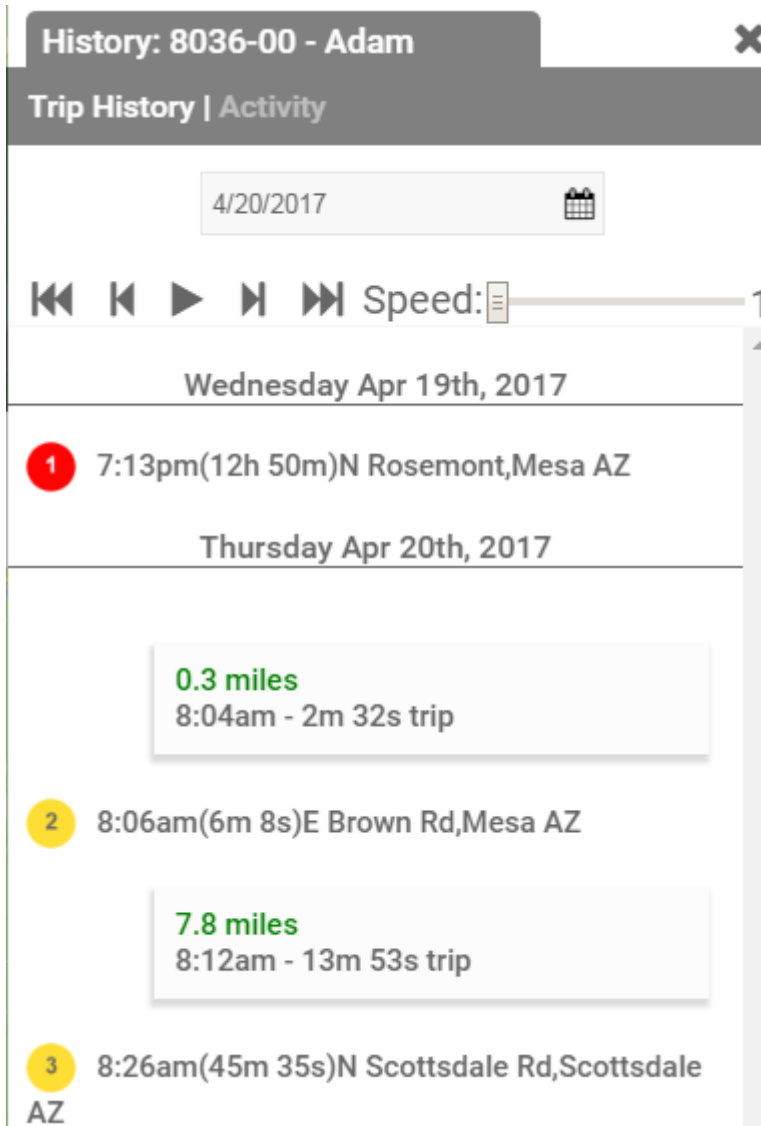 History: 8036-00 - Adam
Trip History | Activity
4/20/2017
Speed:
Wednesday Apr 19th, 2017
1 7:13pm(12h 50m)N Rosemont,Mesa AZ
Thursday Apr 20th, 2017
0.3 miles
8:04am - 2m 32s trip
2 8:06am(6m 8s)E Brown Rd,Mesa AZ
7.8 miles
8:12am - 13m 53s trip
3 8:26am(45m 35s)N Scottsdale Rd,Scottsdale
AZ